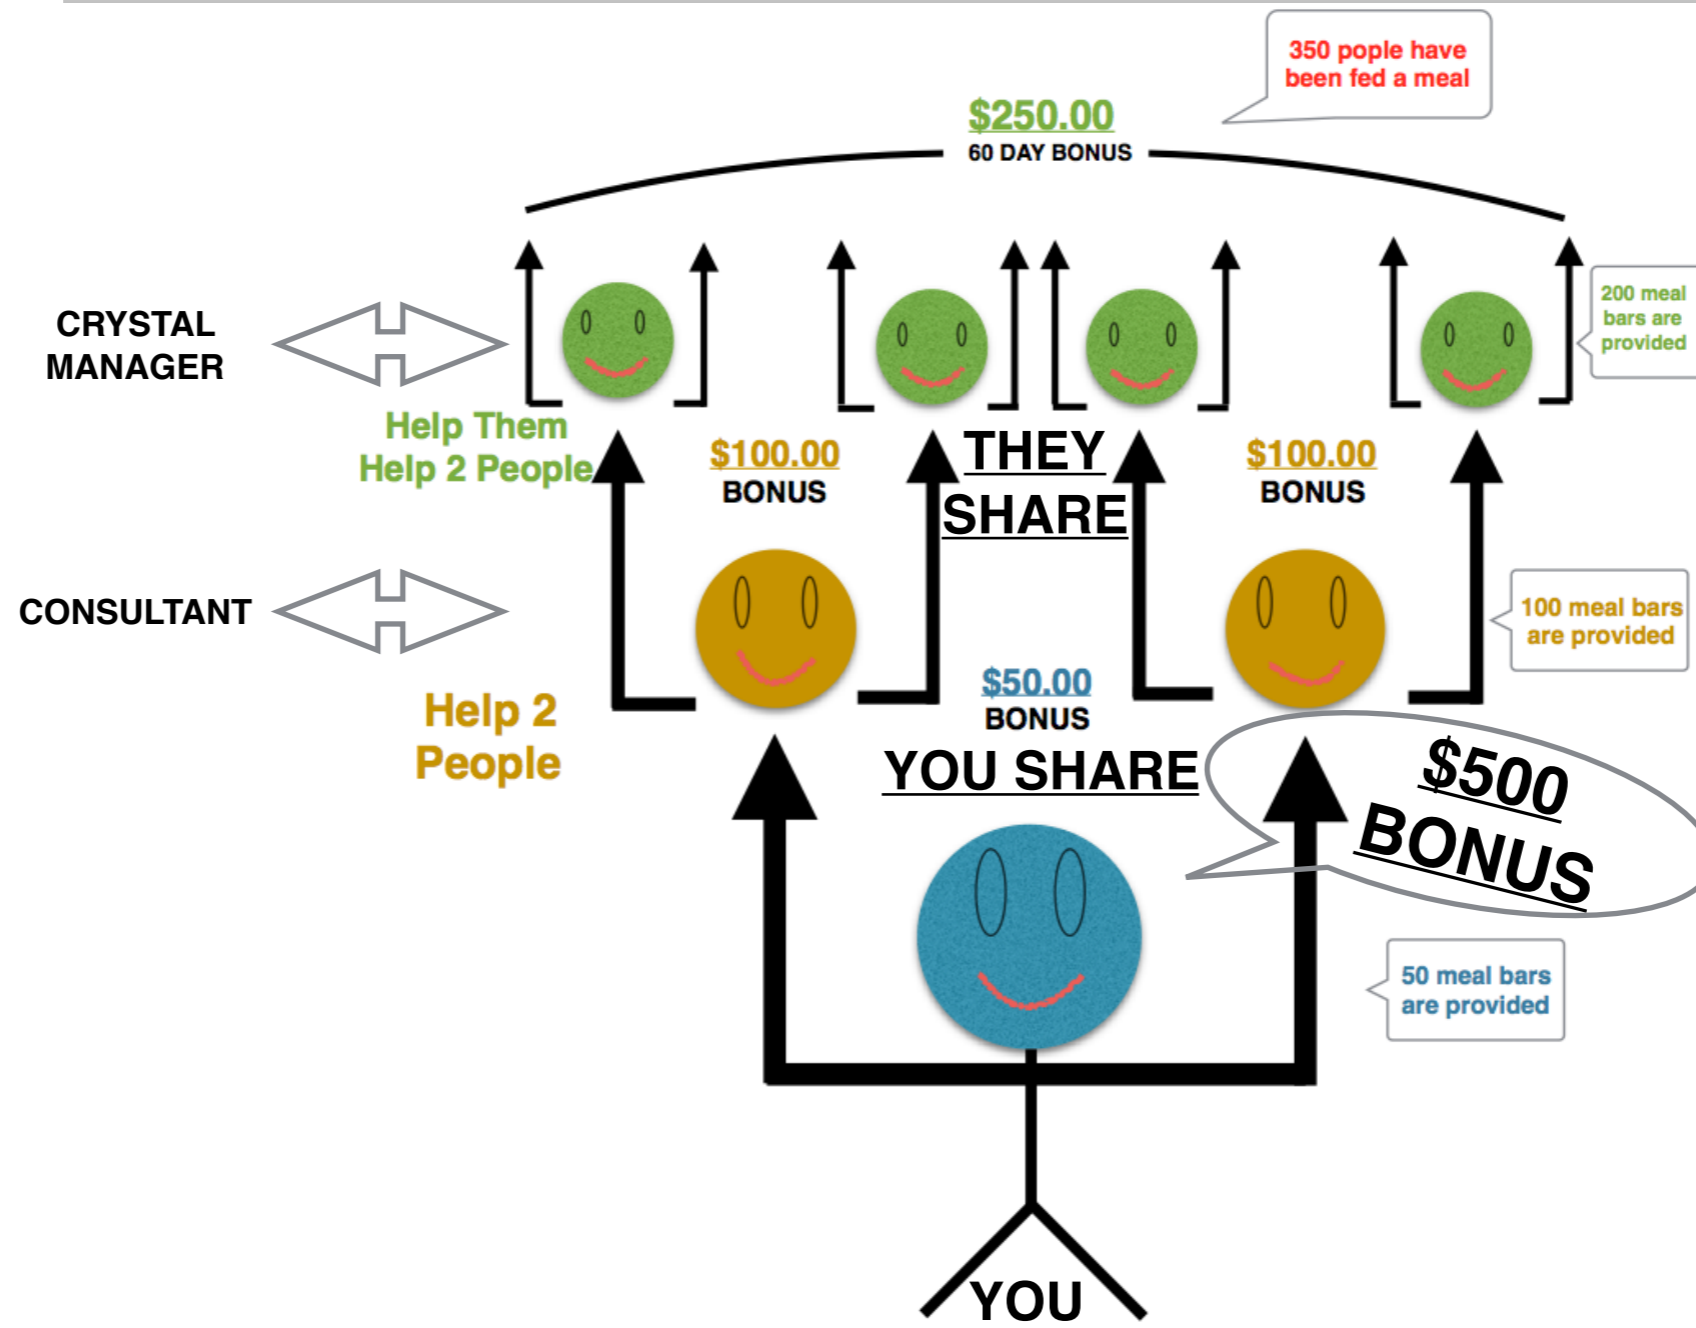 350 pople have
been fed a meal
$250.00
60 DAY BONUS
200 meal
bars are
provided
CRYSTAL
MANAGER
Help Them
Help 2 People
$100.00
BONUS
THEY
SHARE
$100.00
BONUS
CONSULTANT
100 meal bars
are provided
Help 2
People
$50.00
BONUS
YOU SHARE
$500
BONUS
50 meal bars
are provided
YOU